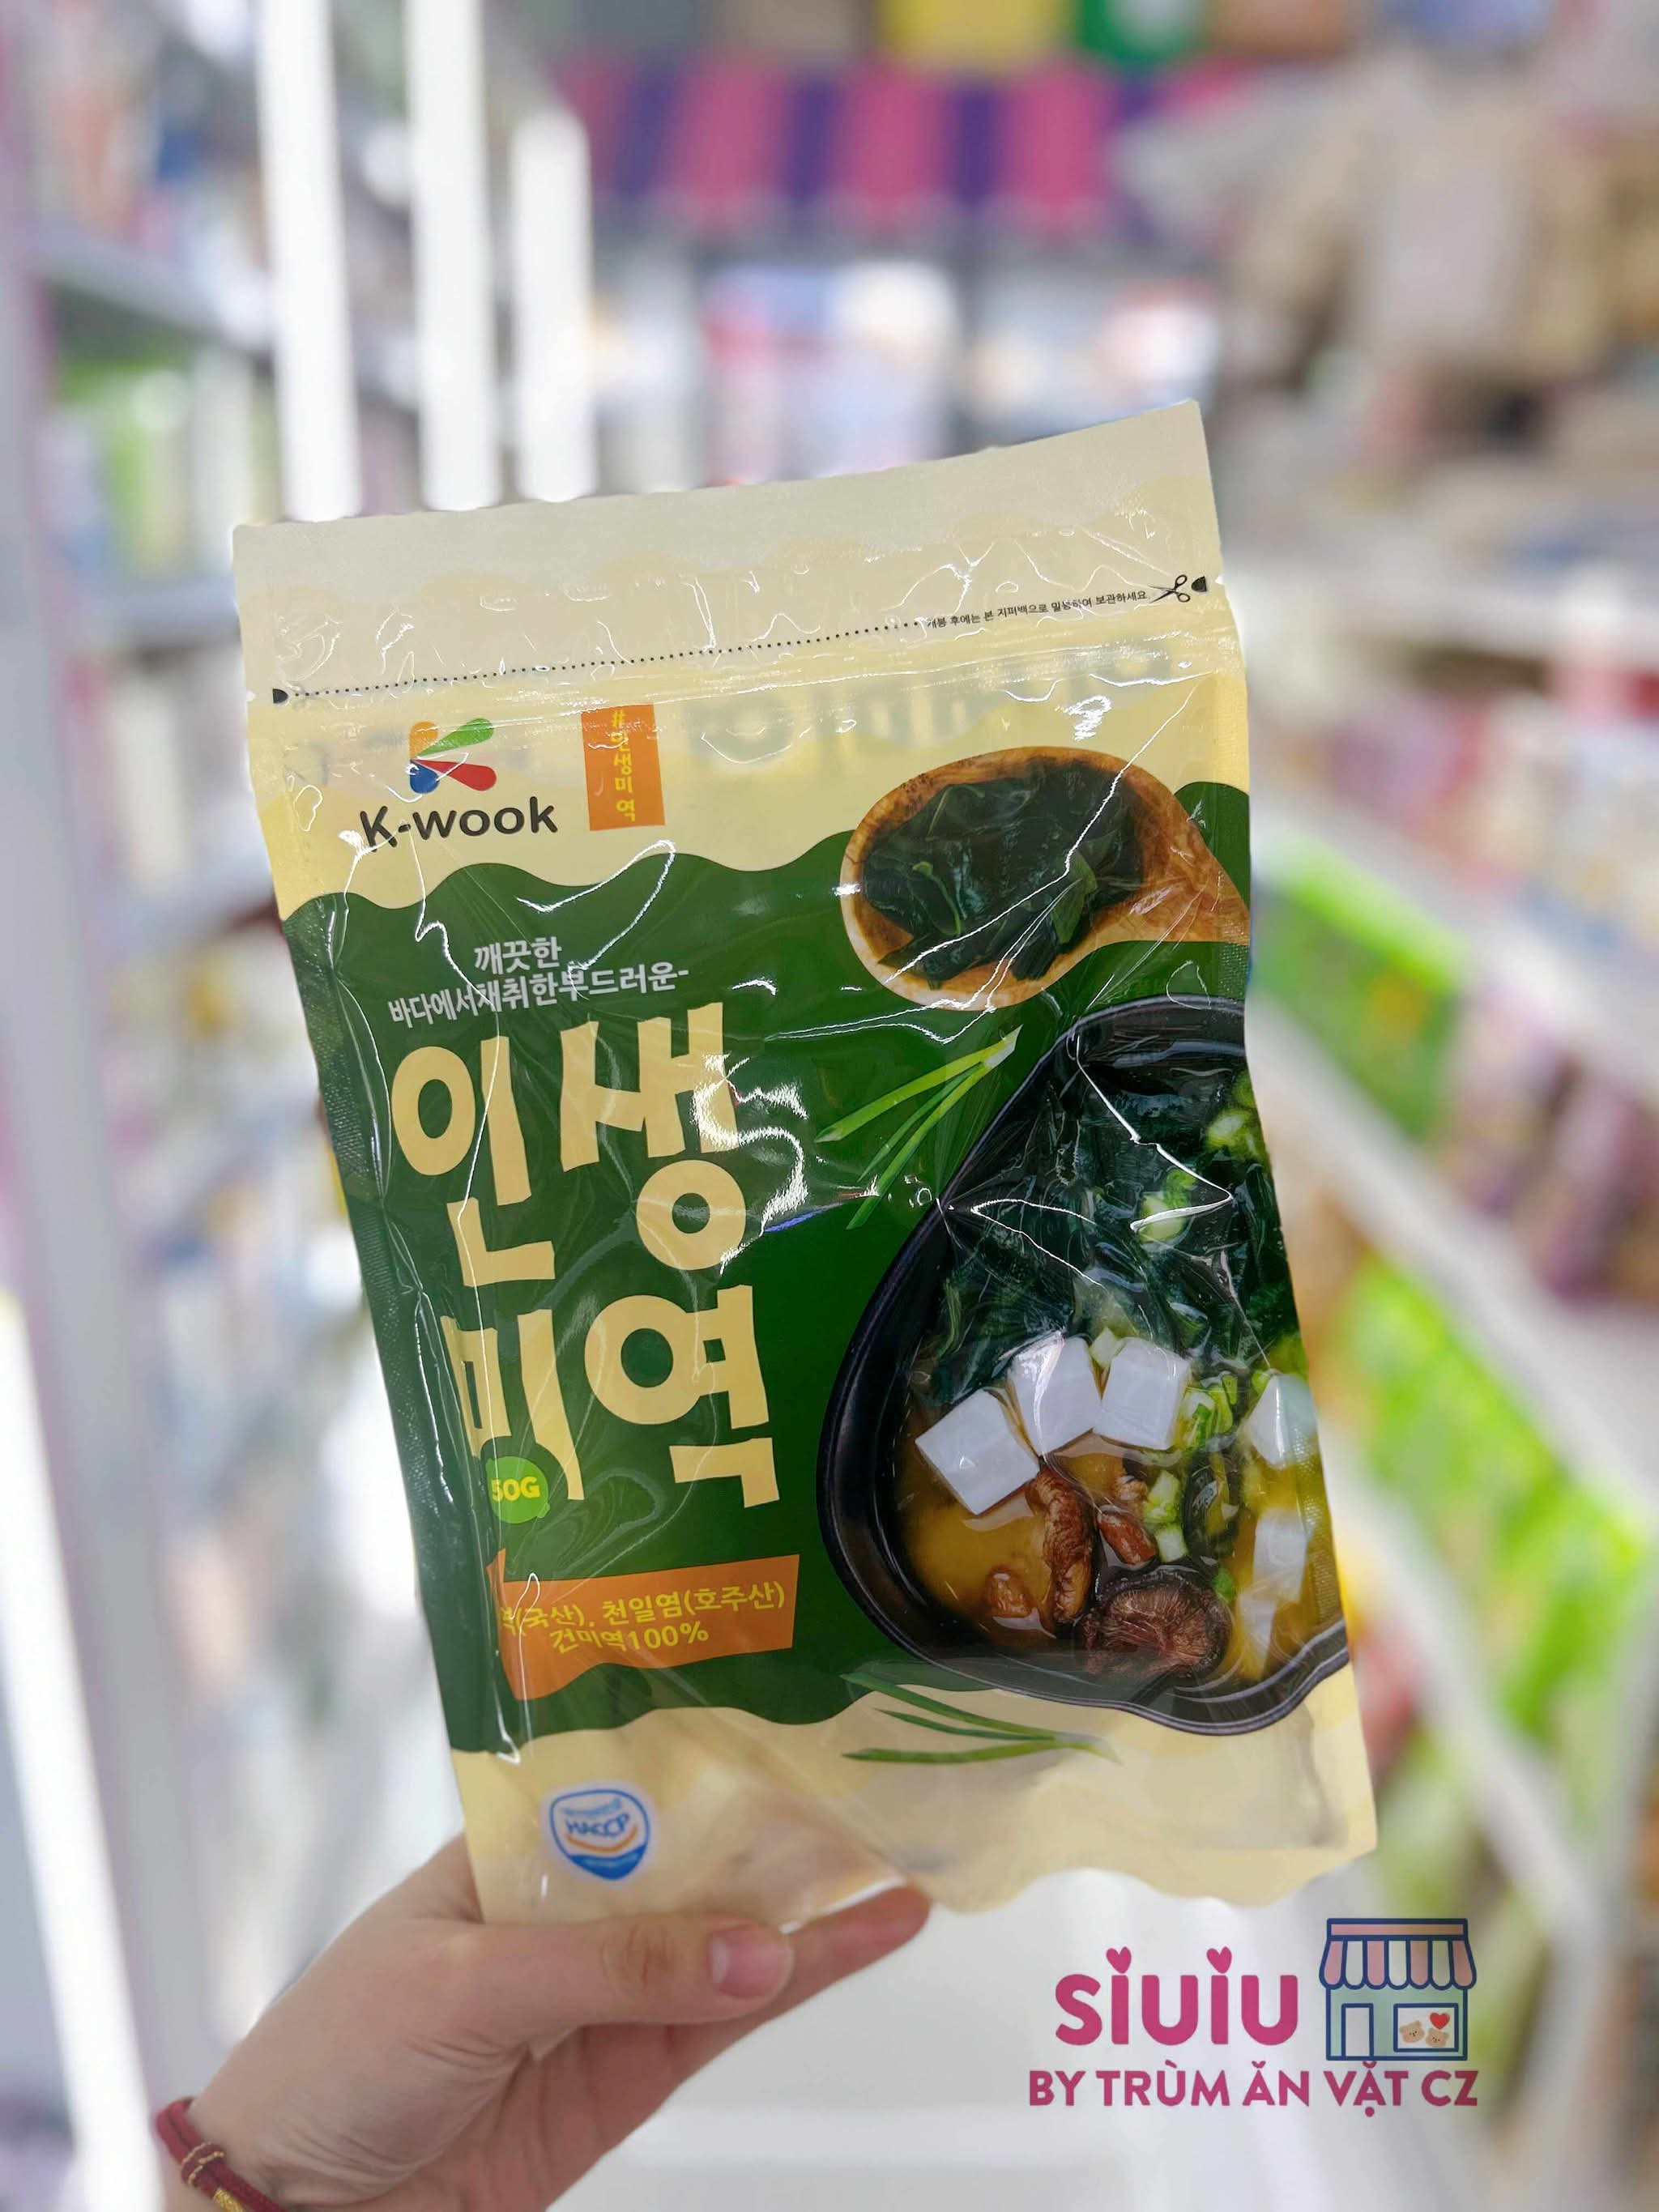 개봉 후에는 본 지퍼백으로 밀봉하여 보관하세요
K-wook
#인생미역
깨끗한
바다에서채취한부드러운-
인생
미역
50G
(국산), 천일염(호주산)
건미역100%
HACCP
SIUIU
BY TRÙM ĂN VẶT CZ